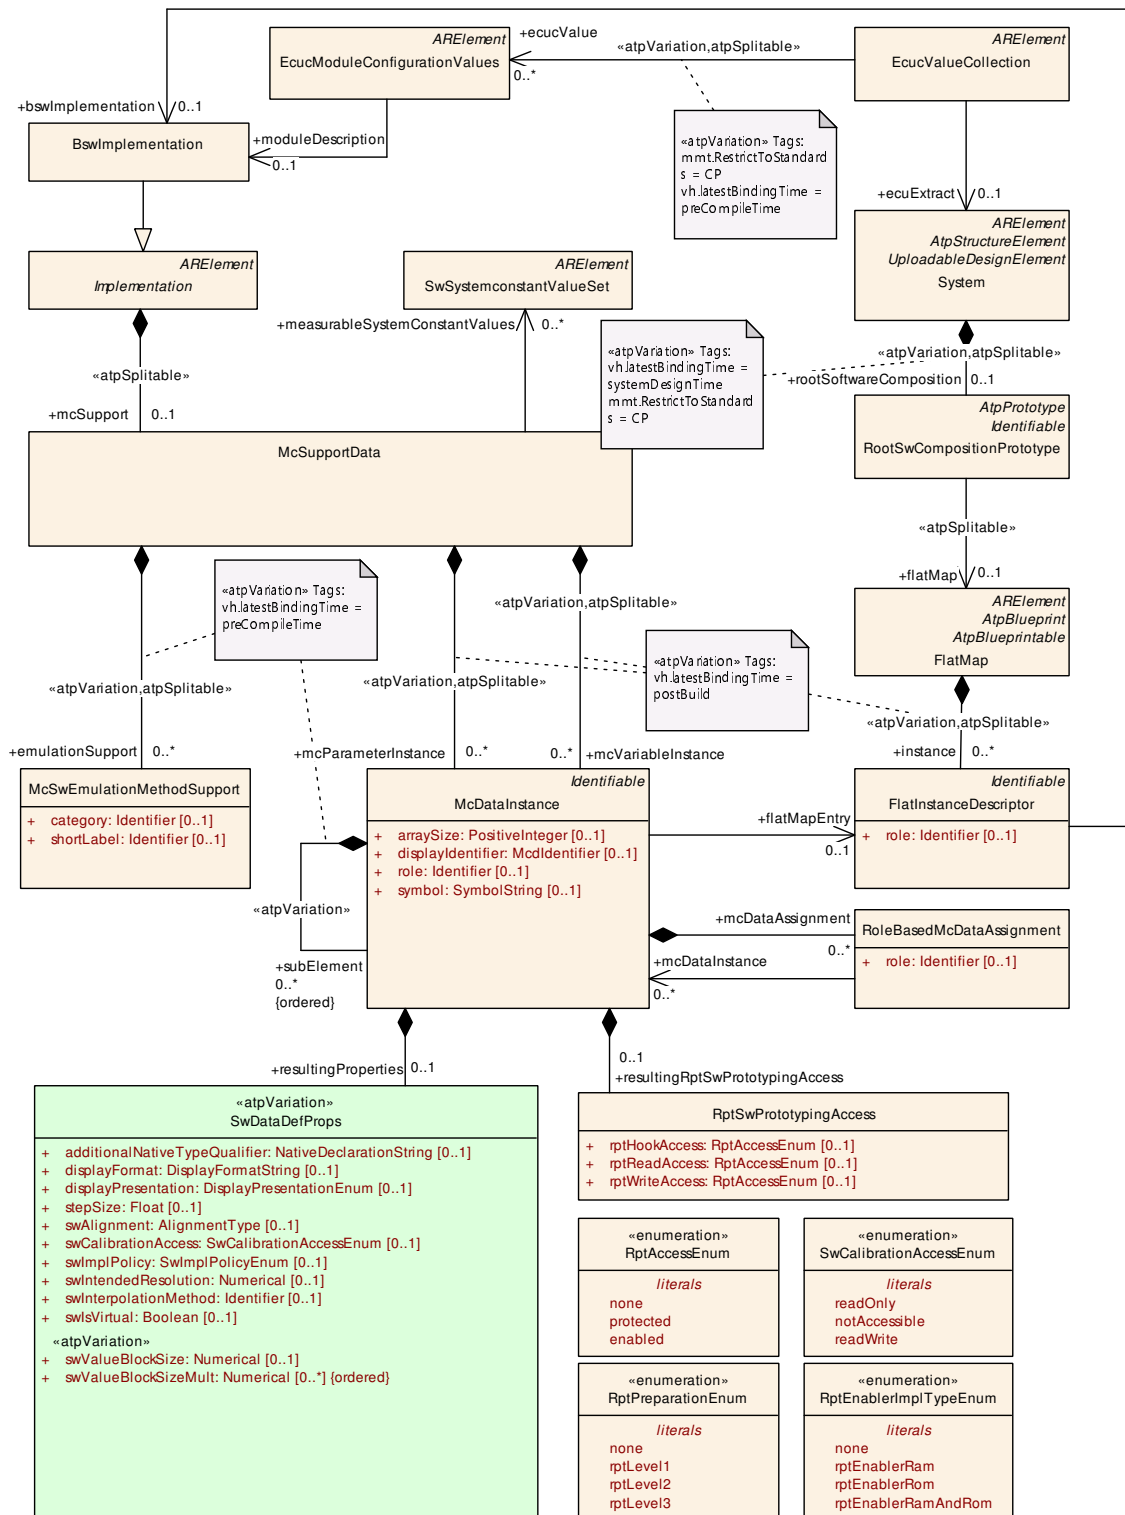 ARElement
EcucModuleConfigurationValues
+ecucValue
0..*
«atpVariation,atpSplitable»
ARElement
EcucValueCollection
+bswImplementation
0..1
BswImplementation
+moduleDescription
0..1
«atpVariation» Tags:
mmt.RestrictToStandard
s = CP
vh.latestBindingTime =
preCompileTime
+ecuExtract
0..1
ARElement
AtpStructureElement
UploadableDesignElement
System
ARElement
Implementation
ARElement
SwSystemconstantValueSet
+measurableSystemConstantValues
0..*
«atpVariation» Tags:
vh.latestBindingTime =
systemDesignTime
mmt.RestrictToStandard
s = CP
«atpVariation,atpSplitable»
+rootSoftwareComposition
0..1
«atpSplitable»
+mcSupport
0..1
AtpPrototype
Identifiable
RootSwCompositionPrototype
McSupportData
«atpSplitable»
+flatMap
0..1
«atpVariation» Tags:
vh.latestBindingTime =
preCompileTime
«atpVariation,atpSplitable»
ARElement
AtpBlueprint
AtpBlueprintable
FlatMap
«atpVariation» Tags:
vh.latestBindingTime =
postBuild
«atpVariation,atpSplitable»
«atpVariation,atpSplitable»
«atpVariation,atpSplitable»
+emulationSupport
0..*
+mcParameterInstance
0..*
0..*
+mcVariableInstance
+instance
0..*
McSwEmulationMethodSupport
+ category: Identifier [0..1]
+ shortLabel: Identifier [0..1]
Identifiable
McDataInstance
+ arraySize: PositiveInteger [0..1]
+ displayIdentifier: McdIdentifier [0..1]
+ role: Identifier [0..1]
+ symbol: SymbolString [0..1]
+flatMapEntry
0..1
Identifiable
FlatInstanceDescriptor
+ role: Identifier [0..1]
«atpVariation»
+subElement
0..*
{ordered}
+mcDataAssignment
0..*
+mcDataInstance
0..*
RoleBasedMcDataAssignment
+ role: Identifier [0..1]
+resultingProperties
0..1
0..1
+resultingRptSwPrototypingAccess
«atpVariation»
SwDataDefProps
+ additionalNativeTypeQualifier: NativeDeclarationString [0..1]
+ displayFormat: DisplayFormatString [0..1]
+ displayPresentation: DisplayPresentationEnum [0..1]
+ stepSize: Float [0..1]
+ swAlignment: AlignmentType [0..1]
+ swCalibrationAccess: SwCalibrationAccessEnum [0..1]
+ swImplPolicy: SwImplPolicyEnum [0..1]
+ swIntendedResolution: Numerical [0..1]
+ swInterpolationMethod: Identifier [0..1]
+ swIsVirtual: Boolean [0..1]
«atpVariation»
+ swValueBlockSize: Numerical [0..1]
+ swValueBlockSizeMult: Numerical [0..*] {ordered}
RptSwPrototypingAccess
+ rptHookAccess: RptAccessEnum [0..1]
+ rptReadAccess: RptAccessEnum [0..1]
+ rptWriteAccess: RptAccessEnum [0..1]
«enumeration»
RptAccessEnum
literals
none
protected
enabled
«enumeration»
SwCalibrationAccessEnum
literals
readOnly
notAccessible
readWrite
«enumeration»
RptPreparationEnum
literals
none
rptLevel1
rptLevel2
rptLevel3
«enumeration»
RptEnablerImplTypeEnum
literals
none
rptEnablerRam
rptEnablerRom
rptEnablerRamAndRom